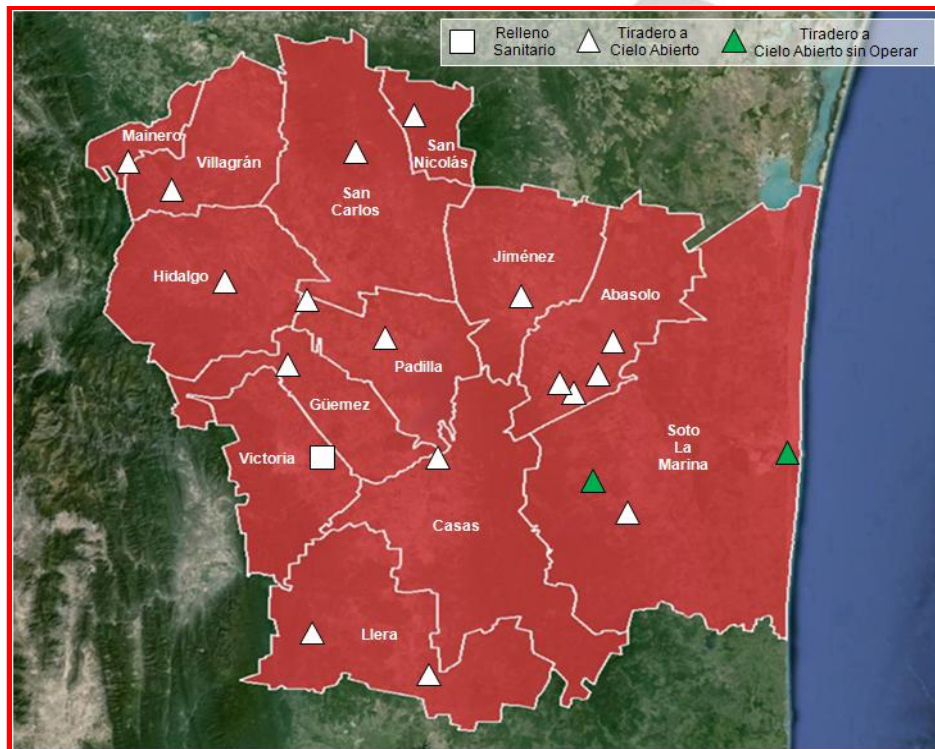 Relleno
Sanitario
Tiradero a
Cielo Abierto
Tiradero a
Cielo Abierto sin Operar
Mainero
Villagrán
San
Nicolás
San
Carlos
Hidalgo
Jiménez
Abasolo
Padilla
Güemez
Victoria
Soto
La
Marina
Casas
Llera